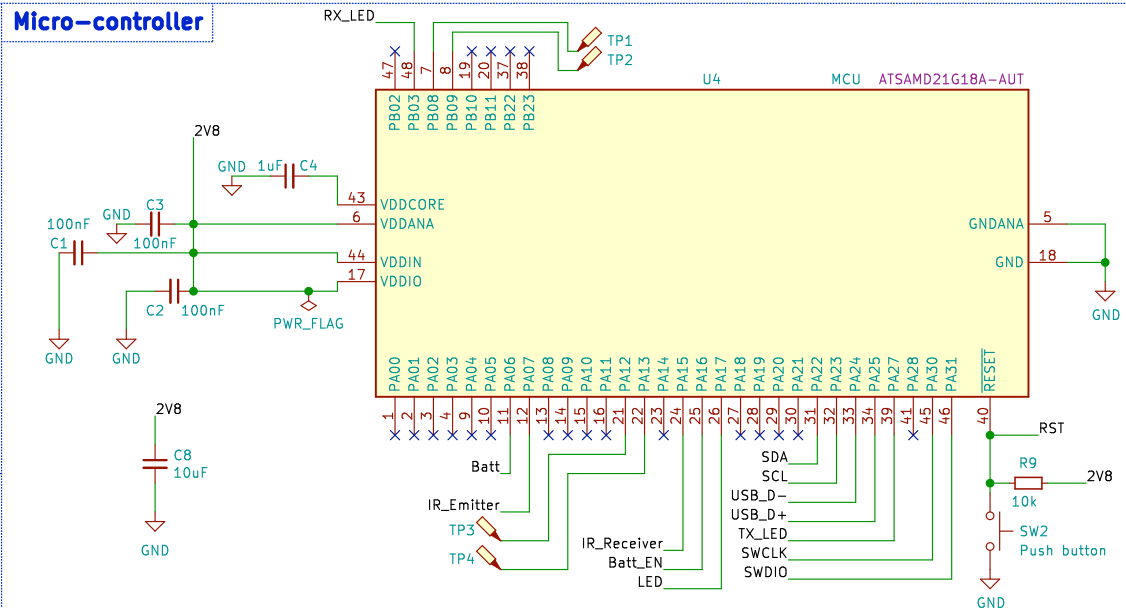 Micro-controller
RX_LED
TP1
TP2
47 48 7 8 19 20 37 38
U4 MCU ATSAMD21G18A-AUT
PB02 PB03 PB08 PB09 PB10 PB11 PB22 PB23
2V8
GND 1uF C4
43 VDDCORE
6 VDDANA
GND C3
100nF
100nF
C1
44 VDDIN
17 VDDIO
C2 100nF
PWR_FLAG
GND GND
GNDANA 5
GND 18
GND
PA00 PA01 PA02 PA03 PA04 PA05 PA06 PA07 PA08 PA09 PA10 PA11 PA12 PA13 PA14 PA15 PA16 PA17 PA18 PA19 PA20 PA21 PA22 PA23 PA24 PA25 PA27 PA28 PA30 PA31 RESET
1 2 3 4 9 10 11 12 13 14 15 16 21 22 23 24 25 26 27 28 29 30 31 32 33 34 39 41 45 46 40
2V8
C8
10uF
GND
Batt
IR_Emitter
TP3
TP4
IR_Receiver
Batt_EN
LED
SDA
SCL
USB_D-
USB_D+
TX_LED
SWCLK
SWDIO
RST
R9
2V8
10k
SW2
Push button
GND